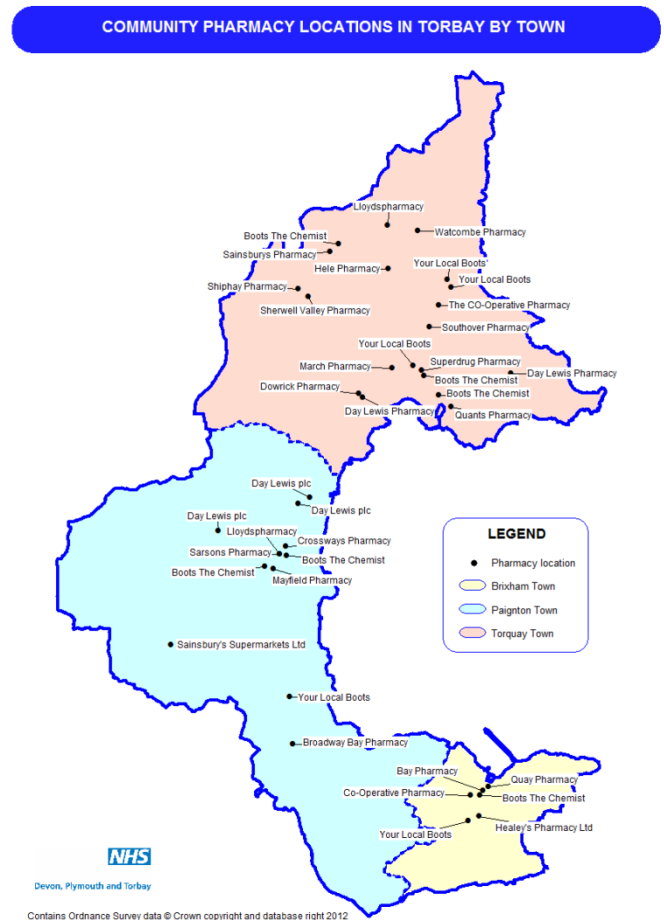 COMMUNITY PHARMACY LOCATIONS IN TORBAY BY TOWN
Lloydspharmacy
Watcombe Pharmacy
Boots The Chemist
Sainsburys Pharmacy
Your Local Boots'
Hele Pharmacy
Your Local Boots
Shiphay Pharmacy
Sherwell Valley Pharmacy
The CO-Operative Pharmacy
Southover Pharmacy
Your Local Boots
Superdrug Pharmacy
March Pharmacy
Day Lewis Pharmacy
Boots The Chemist
Dowrick Pharmacy
Boots The Chemist
Day Lewis Pharmacy
Quants Pharmacy
Day Lewis plc
Day Lewis plc
Day Lewis plc
Lloydspharmacy
Crossways Pharmacy
Sarsons Pharmacy
Boots The Chemist
Boots The Chemist
Mayfield Pharmacy
LEGEND
Pharmacy location
Brixham Town
Paignton Town
Torquay Town
Sainsbury's Supermarkets Ltd
Your Local Boots
Broadway Bay Pharmacy
Bay Pharmacy
Quay Pharmacy
Co-Operative Pharmacy
Boots The Chemist
Healey's Pharmacy Ltd
Your Local Boots
NHS
Devon, Plymouth and Torbay
Contains Ordnance Survey data © Crown copyright and database right 2012